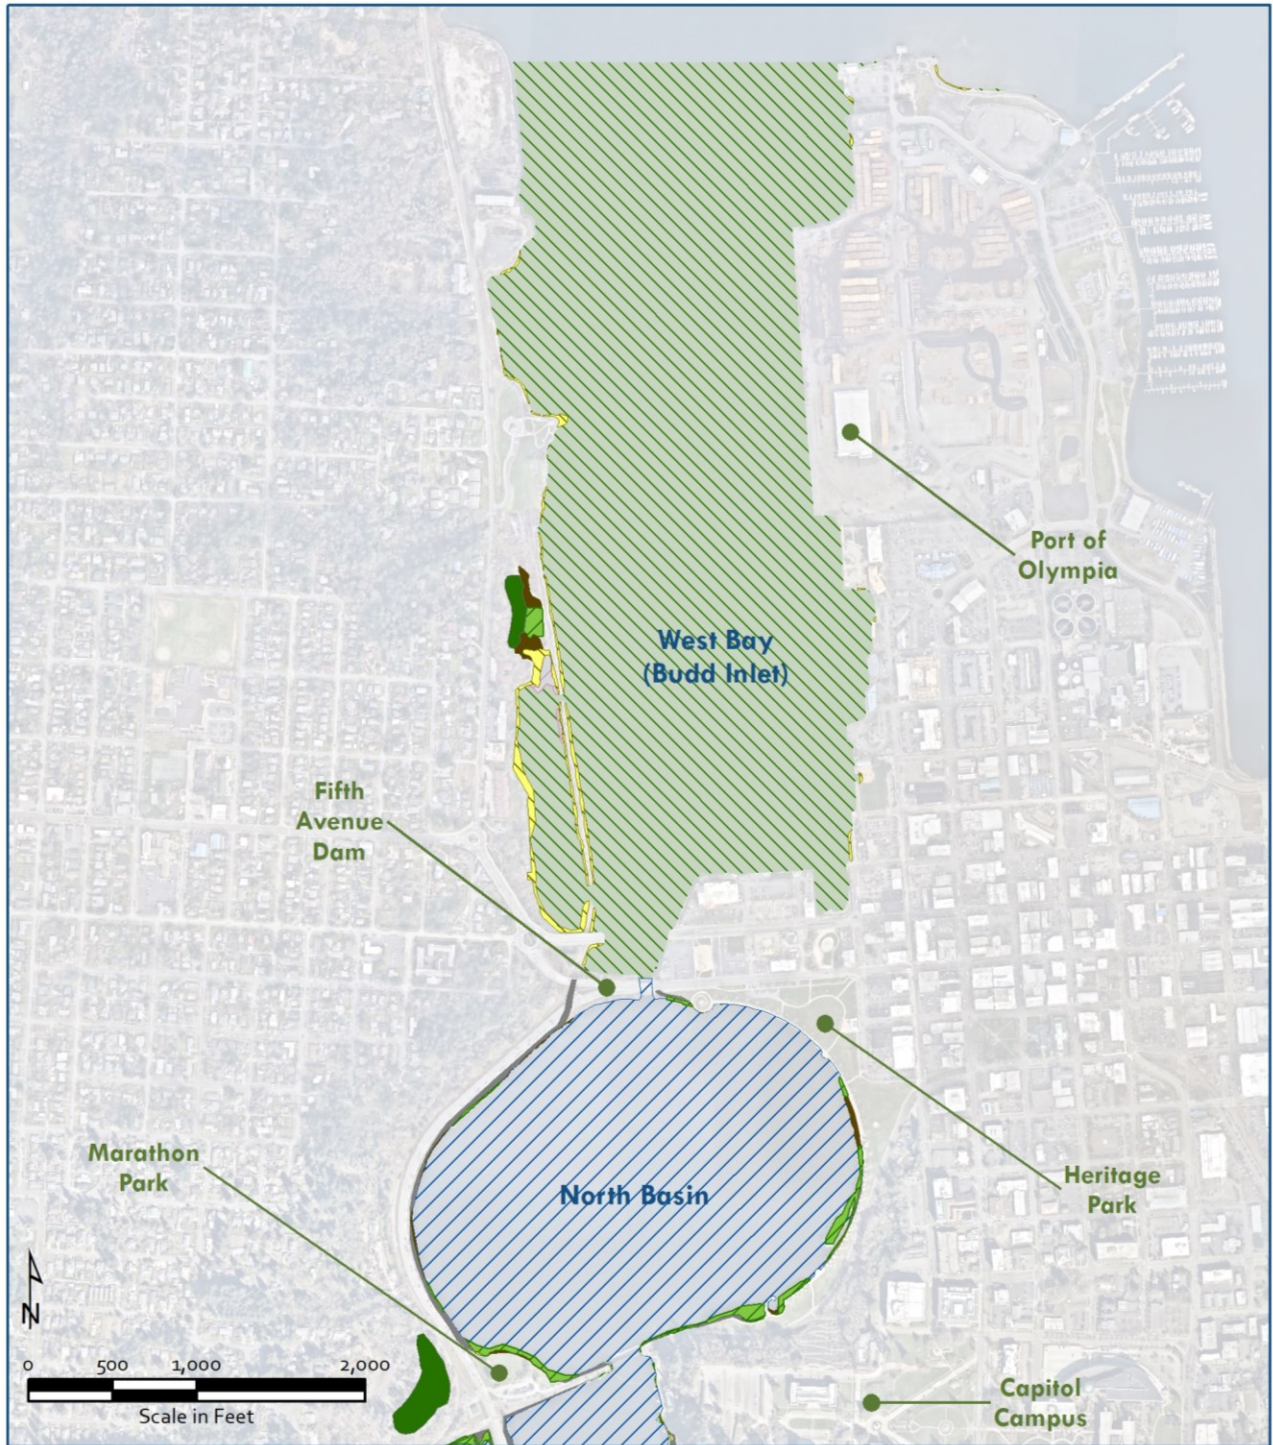 Port of
Olympia
West Bay
(Budd Inlet)
Fifth
Avenue
Dam
Marathon
Park
North Basin
Heritage
Park
N
0 500 1,000 2,000
Scale in Feet
Capitol
Campus